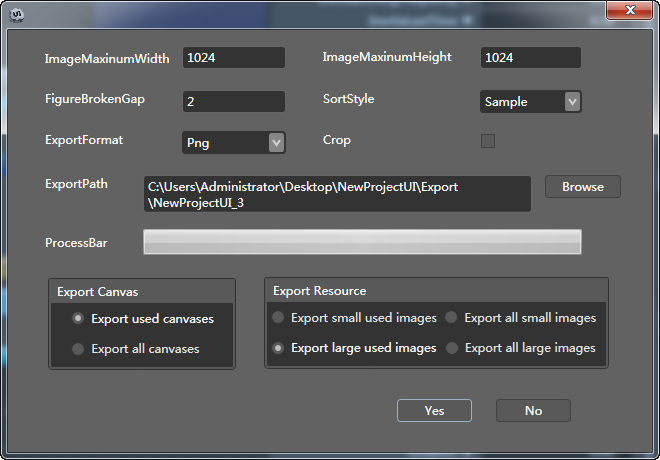 ImageMaxinumWidth 1024 ImageMaxinumHeight 1024
FigureBrokenGap 2 SortStyle Sample
ExportFormat Png Crop
ExportPath C:\Users\Administrator\Desktop\NewProjectUI\Export
\NewProjectUI_3 Browse
ProcessBar
Export Canvas
Export used canvases
Export all canvases
Export Resource
Export small used images Export all small images
Export large used images Export all large images
Yes No